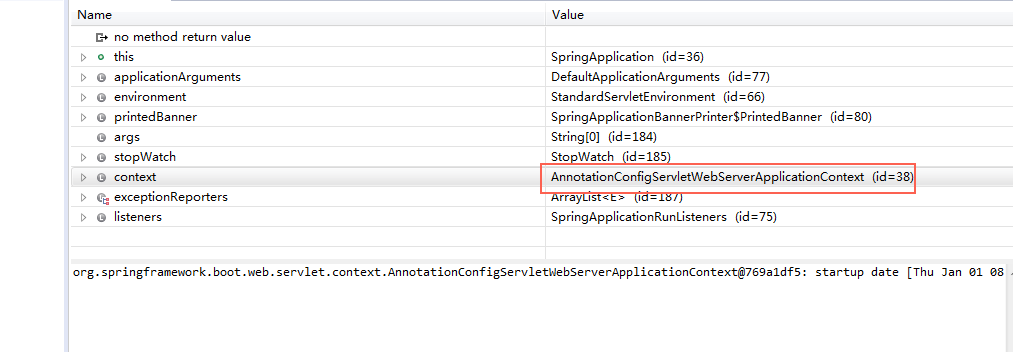 Name Value
no method return value
this SpringApplication (id=36)
applicationArguments DefaultApplicationArguments (id=77)
environment StandardServletEnvironment (id=66)
printedBanner SpringApplicationBannerPrinter$PrintedBanner (id=80)
args String[0] (id=184)
stopWatch StopWatch (id=185)
context AnnotationConfigServletWebServerApplicationContext (id=38)
exceptionReporters ArrayList<E> (id=187)
listeners SpringApplicationRunListeners (id=75)
org.springframework.boot.web.servlet.context.AnnotationConfigServletWebServerApplicationContext@769a1df5: startup date [Thu Jan 01 08